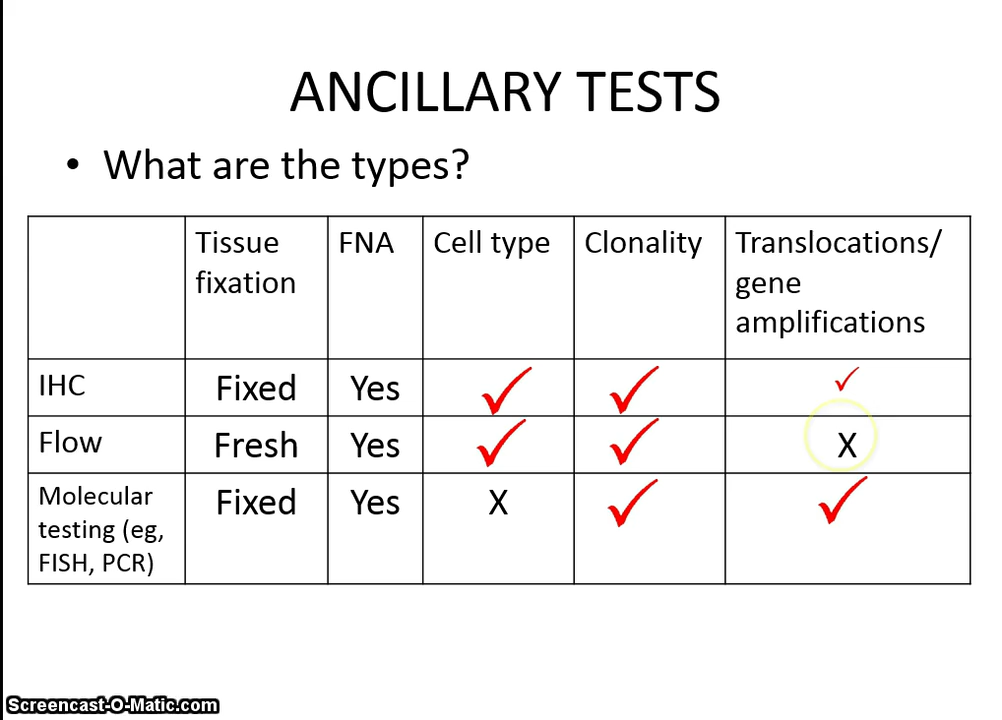 ANCILLARY TESTS
• What are the types?
Tissue fixation FNA Cell type Clonality Translocations/ gene amplifications
IHC Fixed Yes ✓ ✓ ✓
Flow Fresh Yes ✓ ✓ X
Molecular testing (eg, FISH, PCR) Fixed Yes X ✓ ✓
Screencast-O-Matic.com